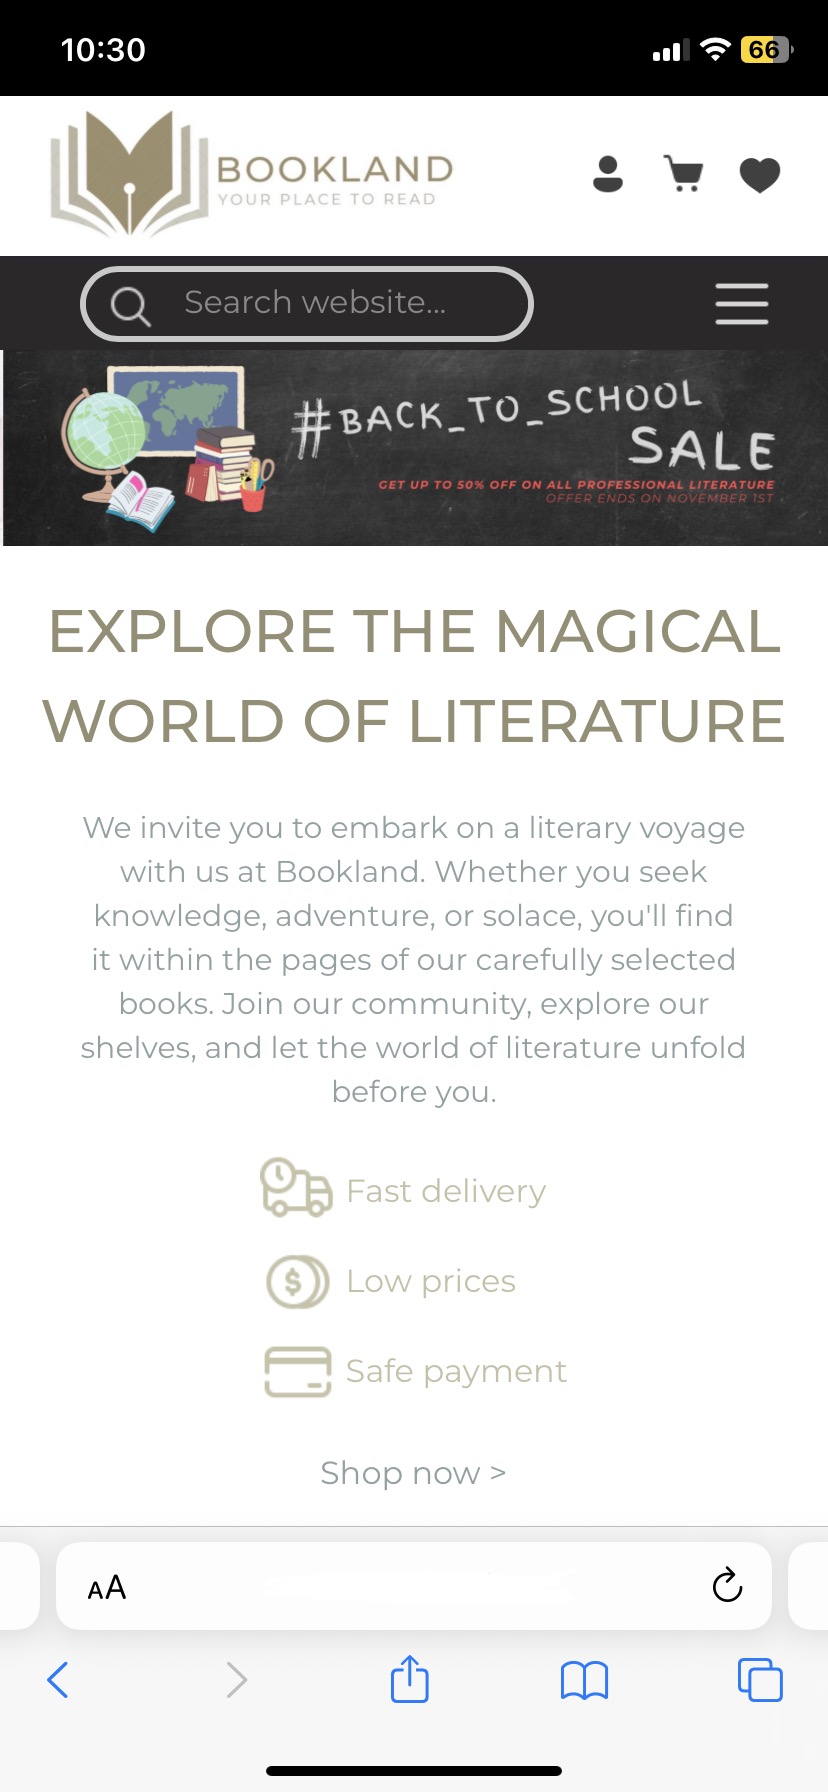 10:30
66
BOOKLAND
YOUR PLACE TO READ
Search website...
#BACK_TO_SCHOOL
SALE
GET UP TO 50% OFF ON ALL PROFESSIONAL LITERATURE
OFFER ENDS ON NOVEMBER 1ST
EXPLORE THE MAGICAL
WORLD OF LITERATURE
We invite you to embark on a literary voyage
with us at Bookland. Whether you seek
knowledge, adventure, or solace, you'll find
it within the pages of our carefully selected
books. Join our community, explore our
shelves, and let the world of literature unfold
before you.
Fast delivery
$
Low prices
Safe payment
Shop now >
AA